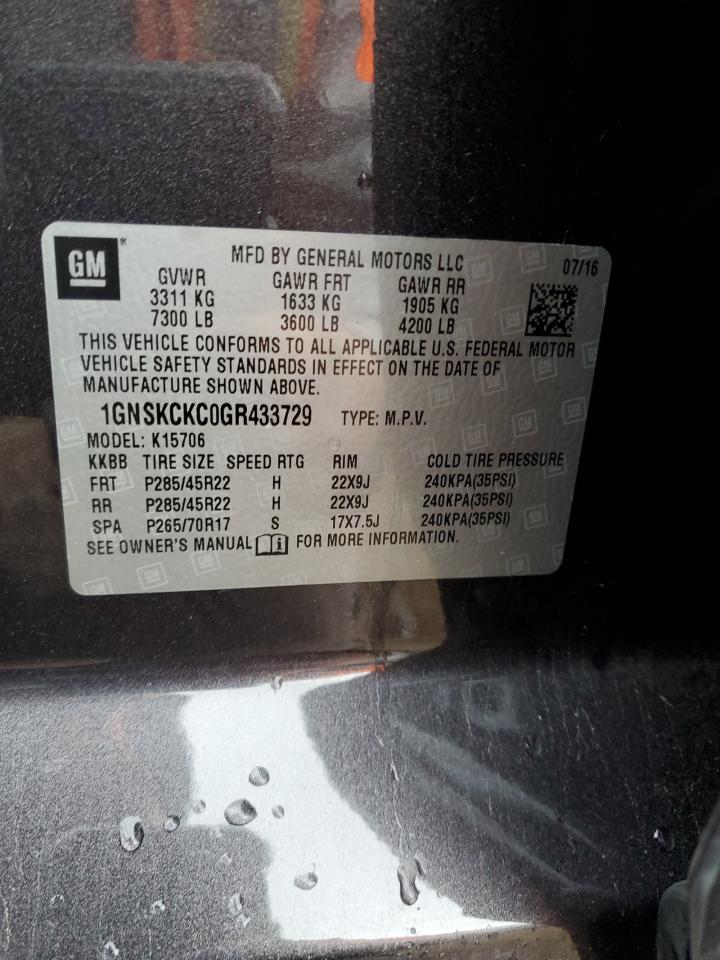 GM
MFD BY GENERAL MOTORS LLC 07/16
GVWR GAWR FRT GAWR RR
3311 KG 1633 KG 1905 KG
7300 LB 3600 LB 4200 LB
THIS VEHICLE CONFORMS TO ALL APPLICABLE U.S. FEDERAL MOTOR
VEHICLE SAFETY STANDARDS IN EFFECT ON THE DATE OF
MANUFACTURE SHOWN ABOVE.
1GNSKCKC0GR433729 TYPE: M.P.V.
MODEL: K15706
KKBB TIRE SIZE SPEED RTG RIM COLD TIRE PRESSURE
FRT P285/45R22 H 22X9J 240KPA(35PSI)
RR P285/45R22 H 22X9J 240KPA(35PSI)
SPA P265/70R17 S 17X7.5J 240KPA(35PSI)
SEE OWNER'S MANUAL FOR MORE INFORMATION.